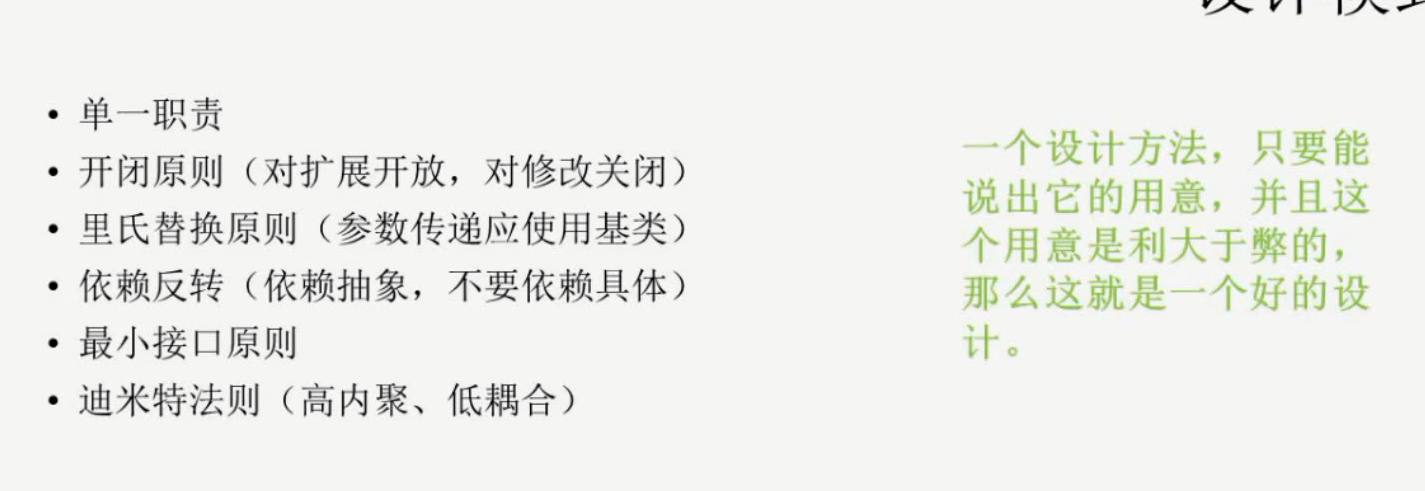 • 单一职责
• 开闭原则（对扩展开放，对修改关闭）
• 里氏替换原则（参数传递应使用基类）
• 依赖反转（依赖抽象，不要依赖具体）
• 最小接口原则
• 迪米特法则（高内聚、低耦合）
一个设计方法，只要能
说出它的用意，并且这
个用意是利大于弊的，
那么这就是一个好的设
计。